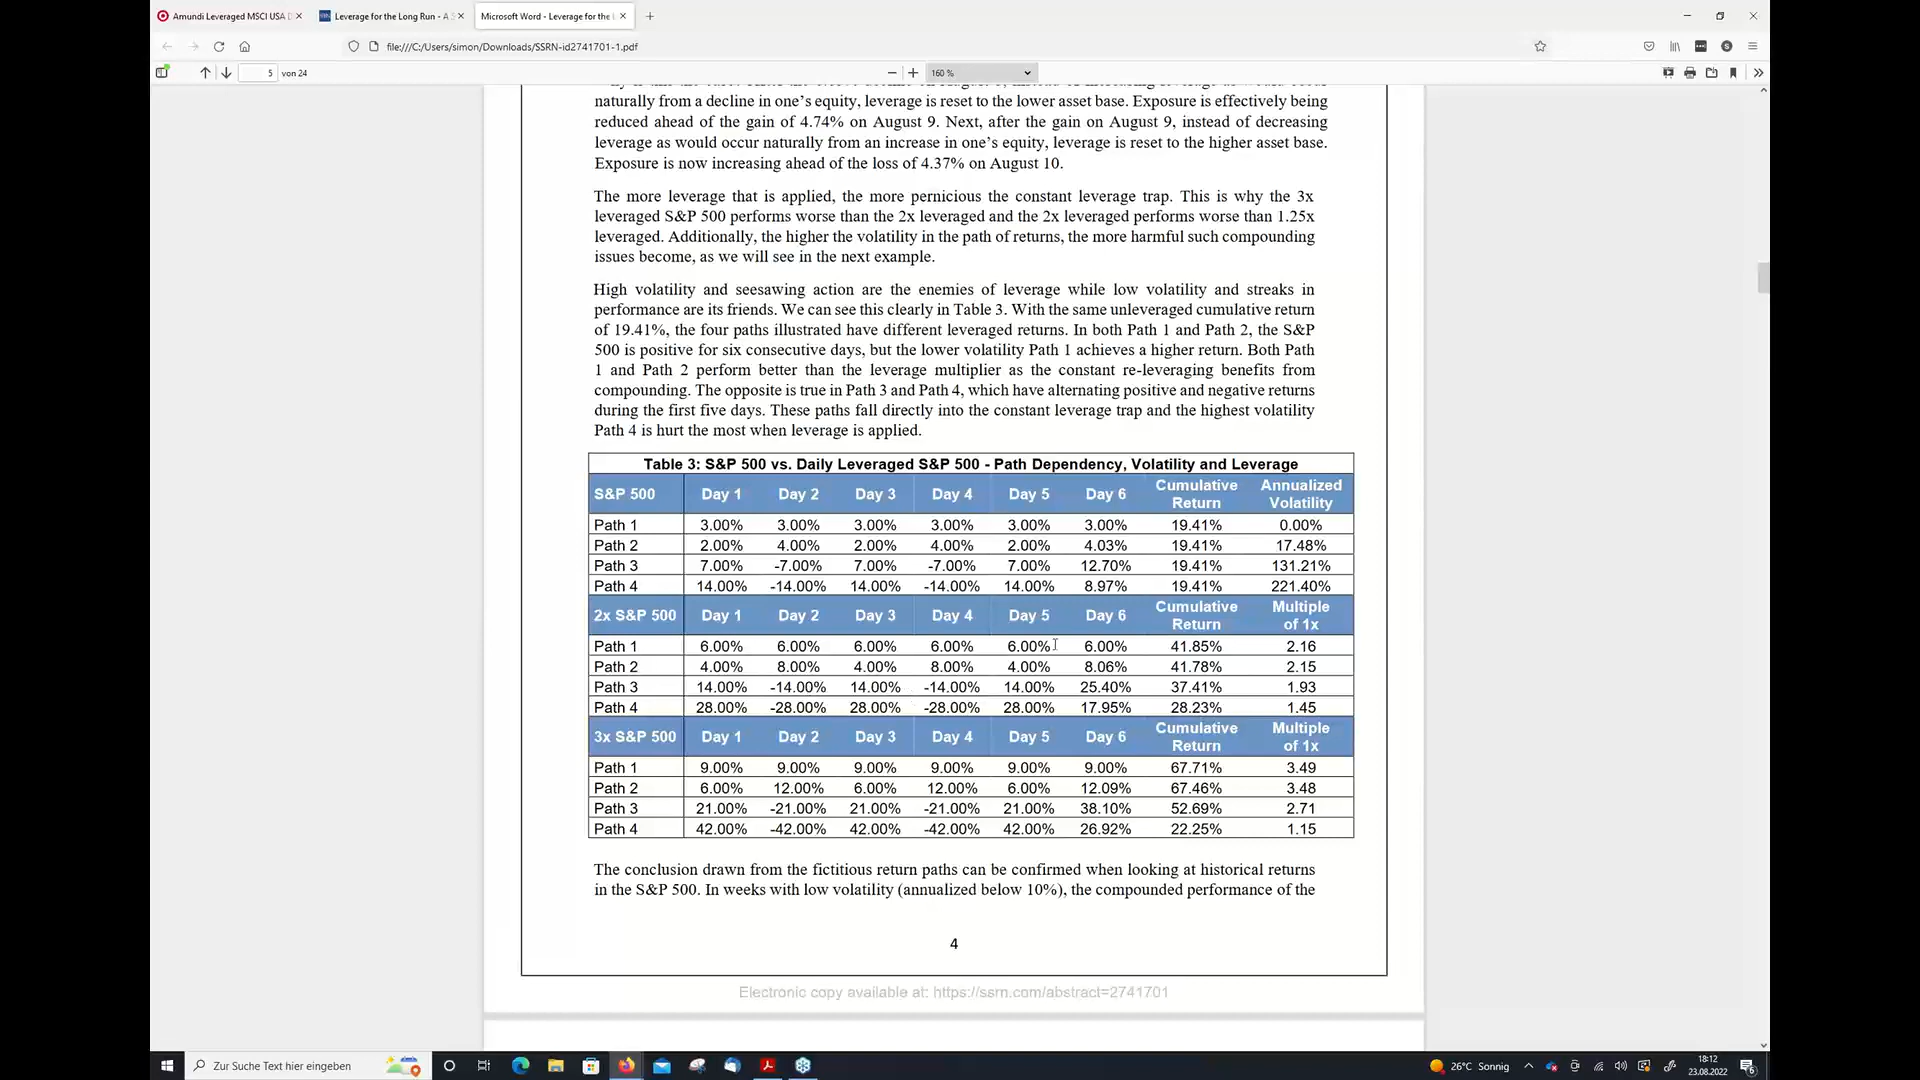 Amundi Leveraged MSCI USA D
Leverage for the Long Run - A S
Microsoft Word - Leverage for the L
file:///C:/Users/simon/Downloads/SSRN-id2741701-1.pdf
5 von 24
160 %
naturally from a decline in one's equity, leverage is reset to the lower asset base. Exposure is effectively being
reduced ahead of the gain of 4.74% on August 9. Next, after the gain on August 9, instead of decreasing
leverage as would occur naturally from an increase in one's equity, leverage is reset to the higher asset base.
Exposure is now increasing ahead of the loss of 4.37% on August 10.
The more leverage that is applied, the more pernicious the constant leverage trap. This is why the 3x
leveraged S&P 500 performs worse than the 2x leveraged and the 2x leveraged performs worse than 1.25x
leveraged. Additionally, the higher the volatility in the path of returns, the more harmful such compounding
issues become, as we will see in the next example.
High volatility and seesawing action are the enemies of leverage while low volatility and streaks in
performance are its friends. We can see this clearly in Table 3. With the same unleveraged cumulative return
of 19.41%, the four paths illustrated have different leveraged returns. In both Path 1 and Path 2, the S&P
500 is positive for six consecutive days, but the lower volatility Path 1 achieves a higher return. Both Path
1 and Path 2 perform better than the leverage multiplier as the constant re-leveraging benefits from
compounding. The opposite is true in Path 3 and Path 4, which have alternating positive and negative returns
during the first five days. These paths fall directly into the constant leverage trap and the highest volatility
Path 4 is hurt the most when leverage is applied.
Table 3: S&P 500 vs. Daily Leveraged S&P 500 - Path Dependency, Volatility and Leverage
S&P 500 Day 1 Day 2 Day 3 Day 4 Day 5 Day 6 Cumulative Return Annualized Volatility
Path 1 3.00% 3.00% 3.00% 3.00% 3.00% 3.00% 19.41% 0.00%
Path 2 2.00% 4.00% 2.00% 4.00% 2.00% 4.03% 19.41% 17.48%
Path 3 7.00% -7.00% 7.00% -7.00% 7.00% 12.70% 19.41% 131.21%
Path 4 14.00% -14.00% 14.00% -14.00% 14.00% 8.97% 19.41% 221.40%
2x S&P 500 Day 1 Day 2 Day 3 Day 4 Day 5 Day 6 Cumulative Return Multiple of 1x
Path 1 6.00% 6.00% 6.00% 6.00% 6.00% 6.00% 41.85% 2.16
Path 2 4.00% 8.00% 4.00% 8.00% 4.00% 8.06% 41.78% 2.15
Path 3 14.00% -14.00% 14.00% -14.00% 14.00% 25.40% 37.41% 1.93
Path 4 28.00% -28.00% 28.00% -28.00% 28.00% 17.95% 28.23% 1.45
3x S&P 500 Day 1 Day 2 Day 3 Day 4 Day 5 Day 6 Cumulative Return Multiple of 1x
Path 1 9.00% 9.00% 9.00% 9.00% 9.00% 9.00% 67.71% 3.49
Path 2 6.00% 12.00% 6.00% 12.00% 6.00% 12.09% 67.46% 3.48
Path 3 21.00% -21.00% 21.00% -21.00% 21.00% 38.10% 52.69% 2.71
Path 4 42.00% -42.00% 42.00% -42.00% 42.00% 26.92% 22.25% 1.15
The conclusion drawn from the fictitious return paths can be confirmed when looking at historical returns
in the S&P 500. In weeks with low volatility (annualized below 10%), the compounded performance of the
4
Electronic copy available at: https://ssrn.com/abstract=2741701
Zur Suche Text hier eingeben
26°C Sonnig
18:12
23.08.2022